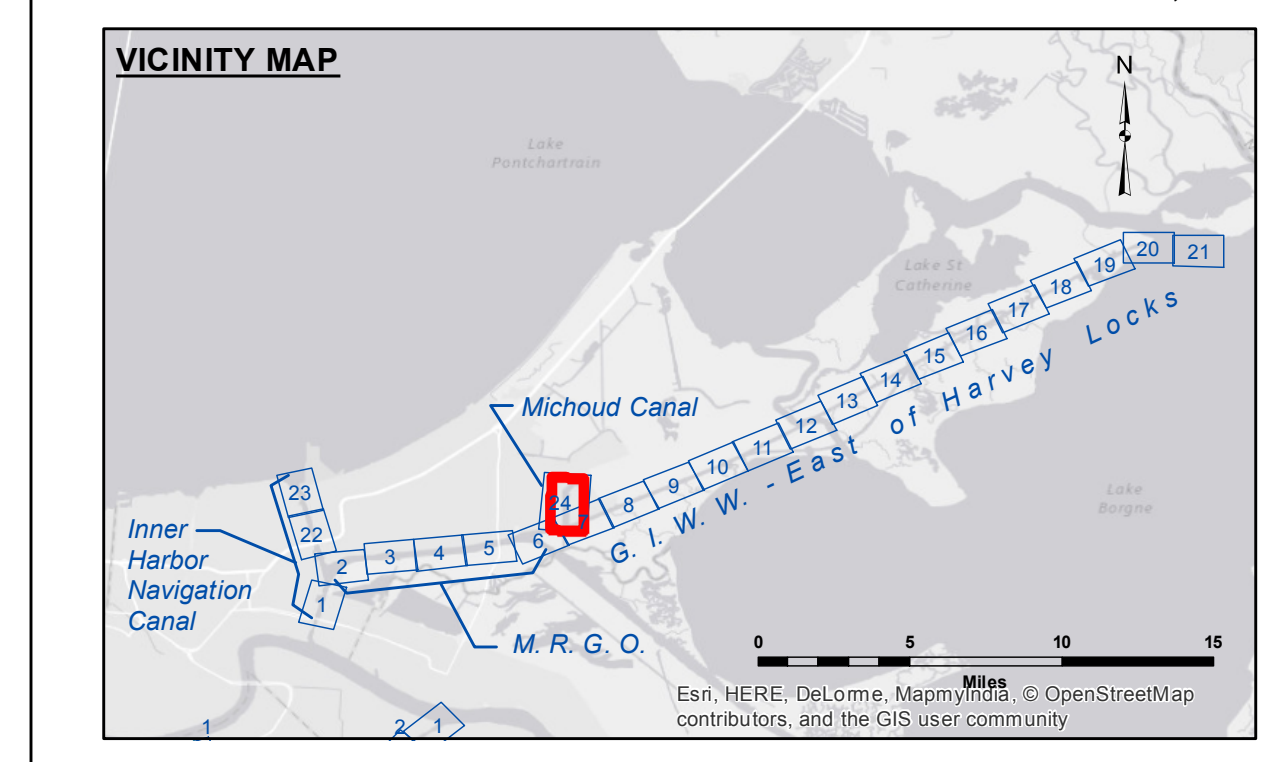 VICINITY MAP
N
Lake
Pontchartrain
Lake St
Catherine
20
21
19
18
17
16
15
14
13
12
11
10
9
8
7
24
6
5
4
3
2
1
22
23
G. I. W. W. - East of Harvey Locks
Michoud Canal
Lake
Borgne
Inner
Harbor
Navigation
Canal
M. R. G. O.
0 5 10 15
Miles
Esri, HERE, DeLorme, MapmyIndia, © OpenStreetMap
contributors, and the GIS user community
1
2 1